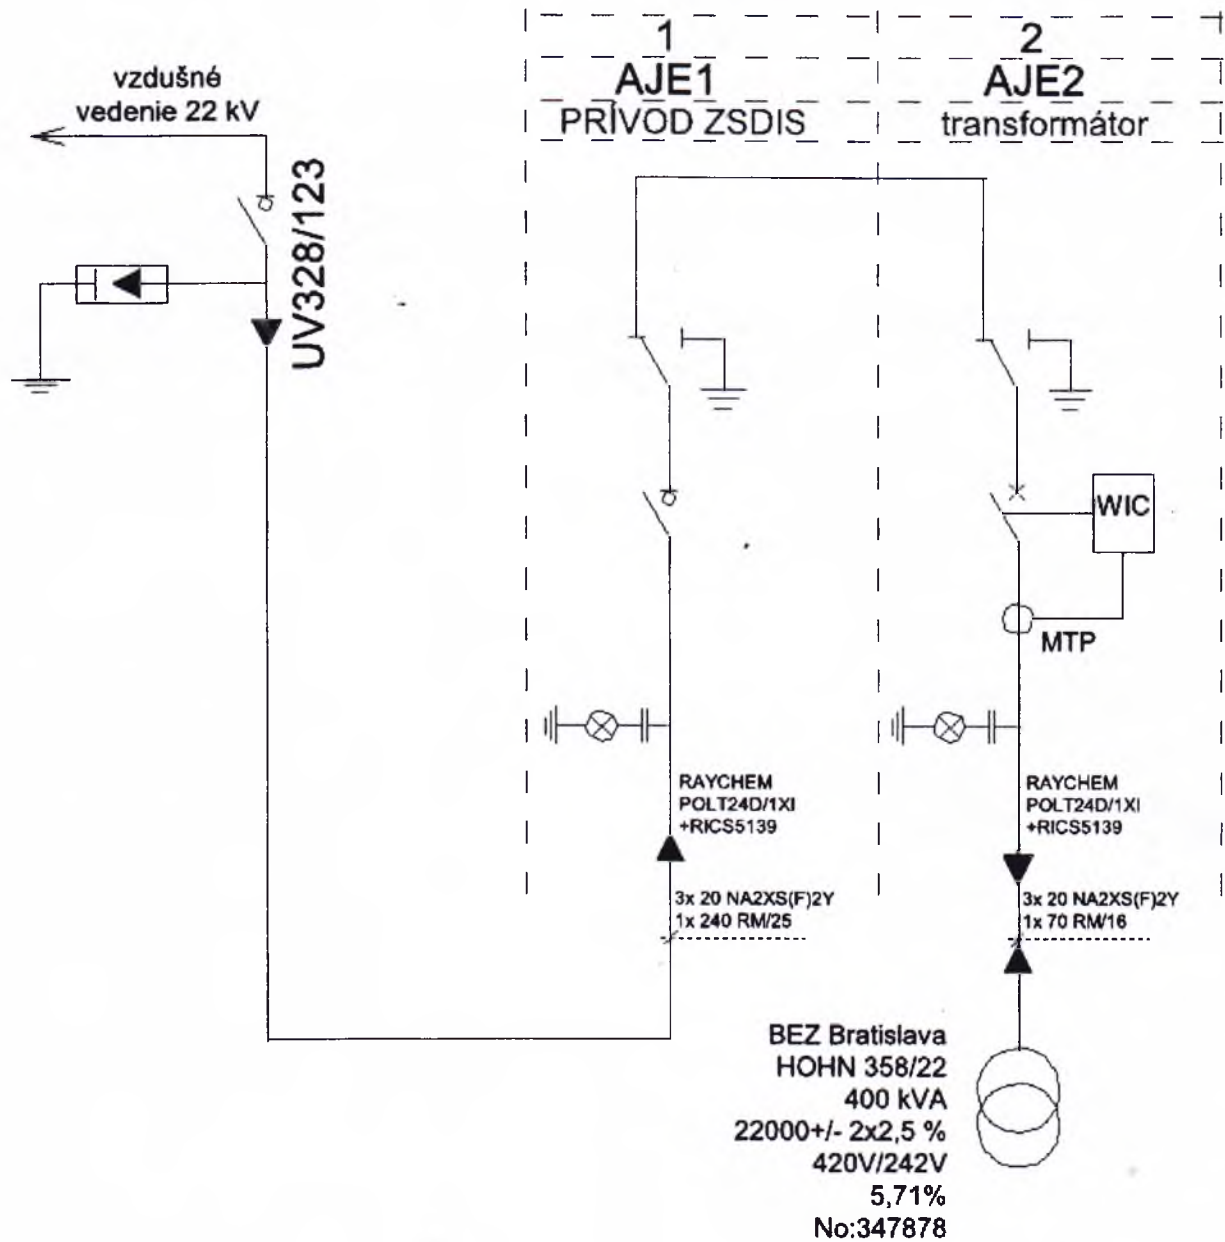 vzdušné
vedenie 22 kV
UV328/123
1
AJE1
PRÍVOD ZSDIS
2
AJE2
transformátor
WIC
MTP
RAYCHEM
POLT24D/1XI
+RICS5139
3x 20 NA2XS(F)2Y
1x 240 RM/25
RAYCHEM
POLT24D/1XI
+RICS5139
3x 20 NA2XS(F)2Y
1x 70 RM/16
BEZ Bratislava
HOHN 358/22
400 kVA
22000+/- 2x2,5 %
420V/242V
5,71%
No:347878